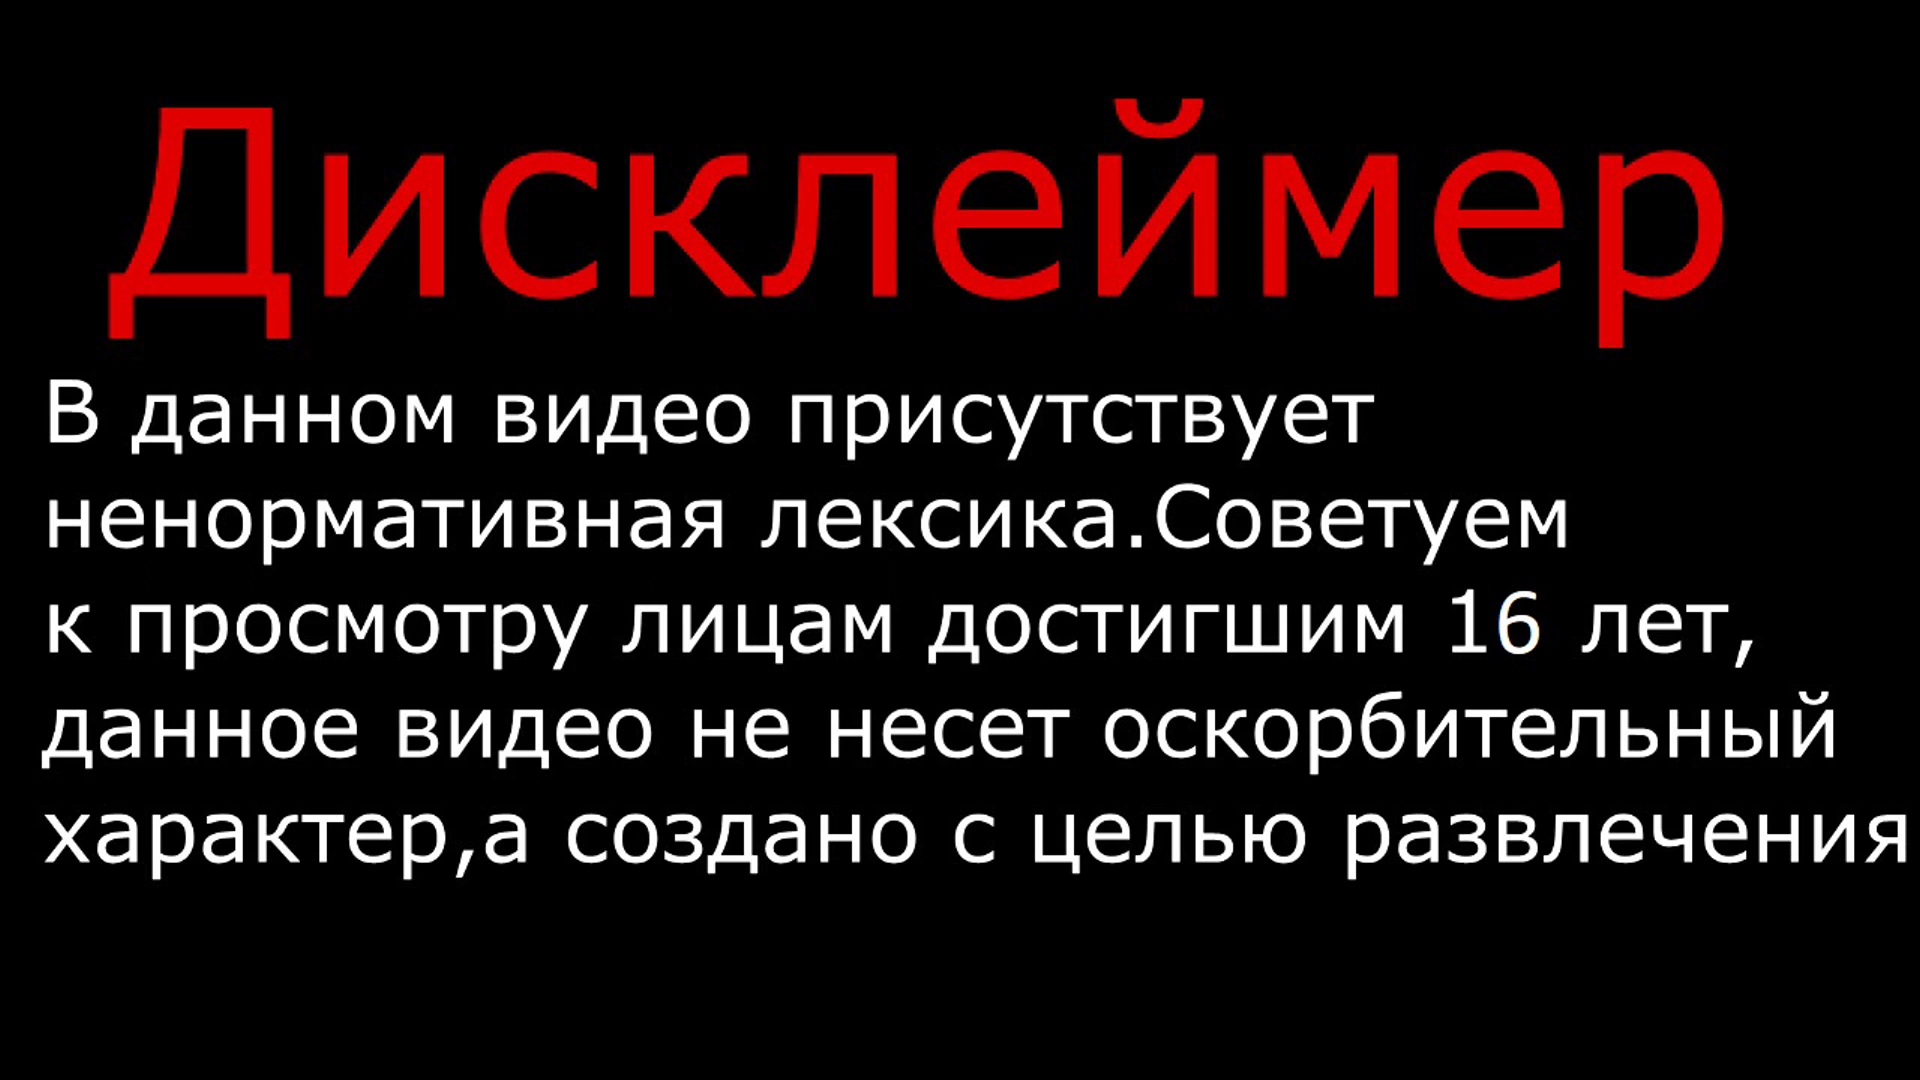 Дисклеймер
В данном видео присутствует
ненормативная лексика.Советуем
к просмотру лицам достигшим 16 лет,
данное видео не несет оскорбительный
характер,а создано с целью развлечения